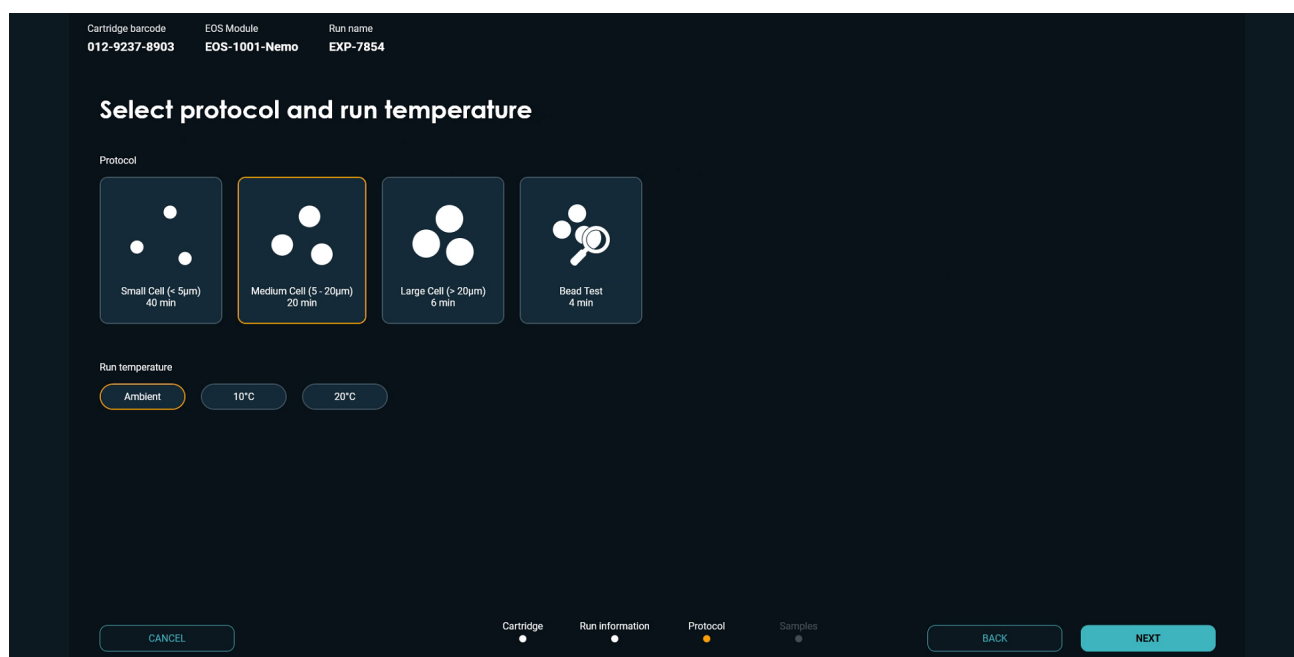 Cartridge barcode EOS Module Run name
012-9237-8903 EOS-1001-Nemo EXP-7854
Select protocol and run temperature
Protocol
Small Cell (< 5µm)
40 min
Medium Cell (5 - 20µm)
20 min
Large Cell (> 20µm)
6 min
Bead Test
4 min
Run temperature
Ambient 10°C 20°C
Cartridge Run information Protocol Samples
CANCEL BACK NEXT